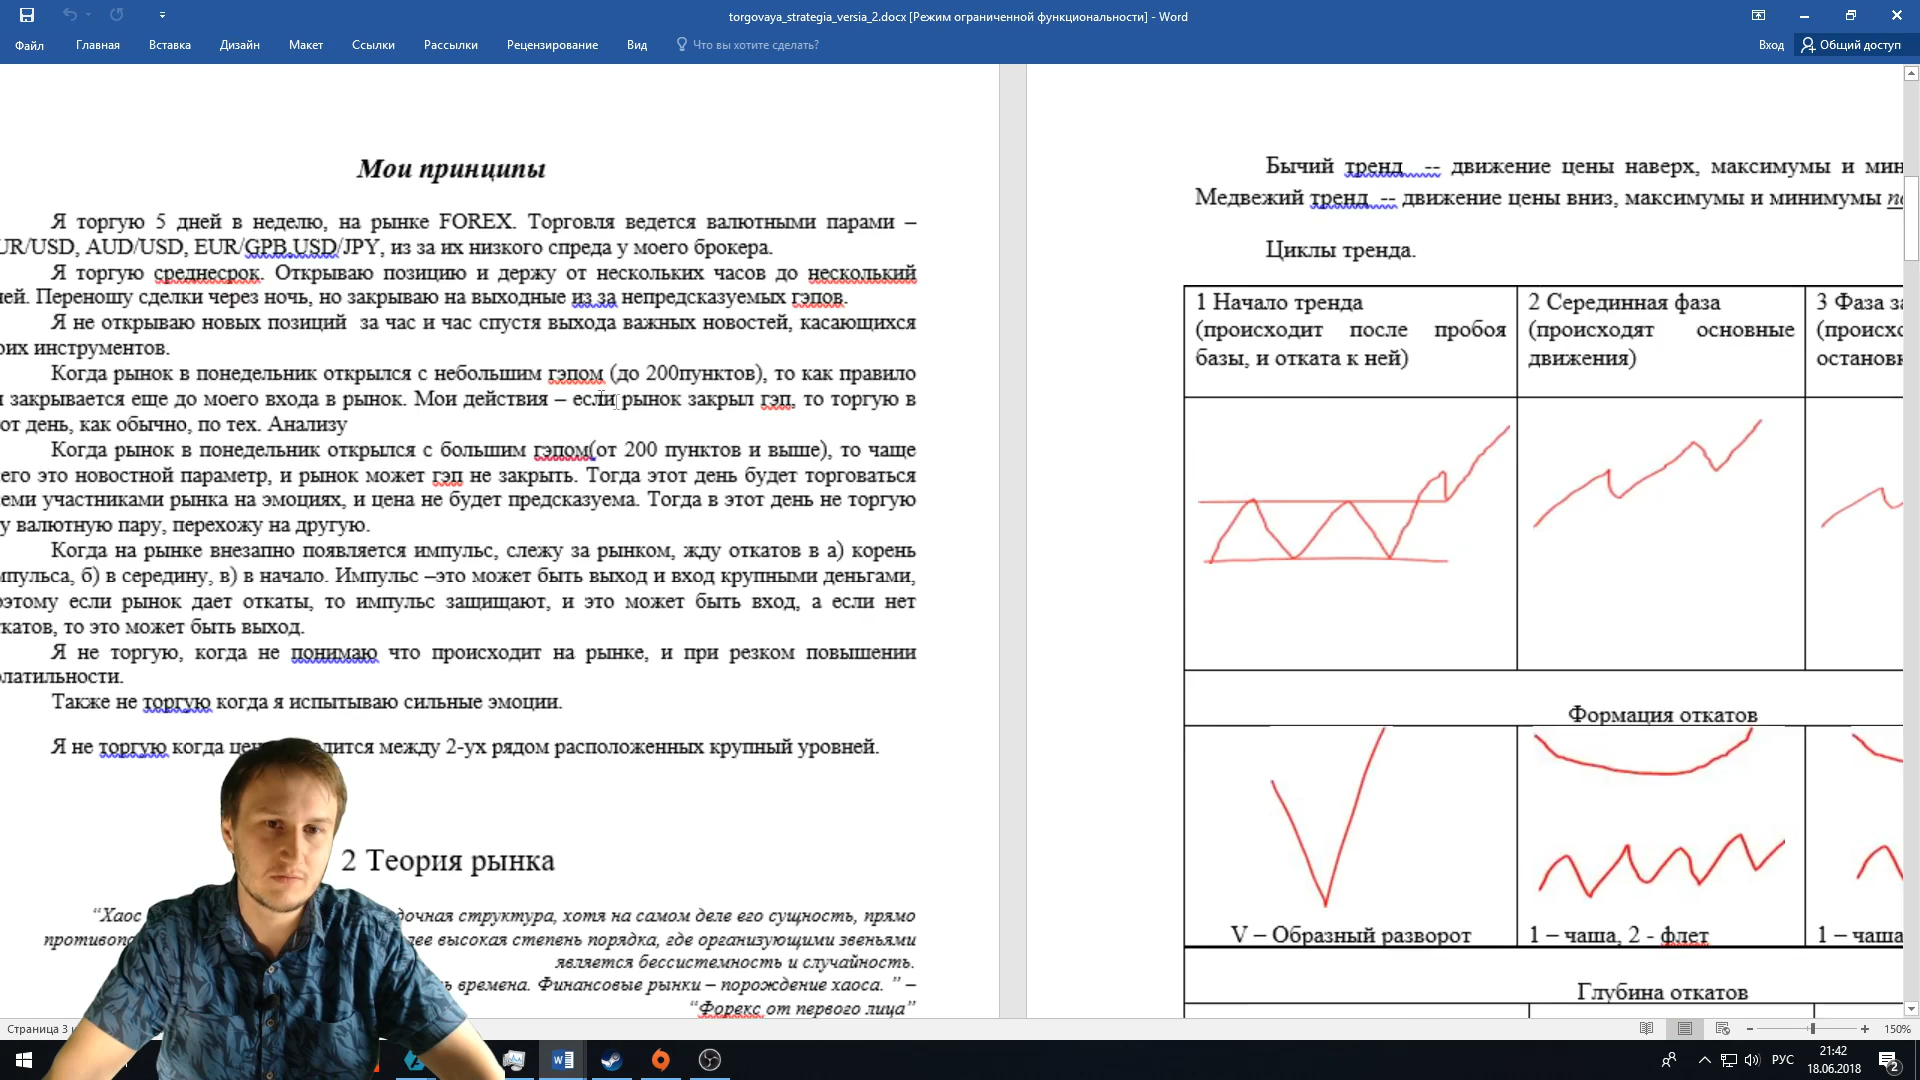 torgovaya_strategia_versia_2.docx [Режим ограниченной функциональности] - Word
Файл Главная Вставка Дизайн Макет Ссылки Рассылки Рецензирование Вид Что вы хотите сделать? Вход Общий доступ
Мои принципы
Я торгую 5 дней в неделю, на рынке FOREX. Торговля ведется валютными парами –
UR/USD, AUD/USD, EUR/GPB,USD/JPY, из за их низкого спреда у моего брокера.
Я торгую среднесрок. Открываю позицию и держу от нескольких часов до несколький
ней. Переношу сделки через ночь, но закрываю на выходные из за непредсказуемых гэпов.
Я не открываю новых позиций за час и час спустя выхода важных новостей, касающихся
оих инструментов.
Когда рынок в понедельник открылся с небольшим гэпом (до 200пунктов), то как правило
закрывается еще до моего входа в рынок. Мои действия – если рынок закрыл гэп, то торгую в
от день, как обычно, по тех. Анализу
Когда рынок в понедельник открылся с большим гэпом(от 200 пунктов и выше), то чаще
его это новостной параметр, и рынок может гэп не закрыть. Тогда этот день будет торговаться
еми участниками рынка на эмоциях, и цена не будет предсказуема. Тогда в этот день не торгую
у валютную пару, перехожу на другую.
Когда на рынке внезапно появляется импульс, слежу за рынком, жду откатов в а) корень
мпульса, б) в середину, в) в начало. Импульс –это может быть выход и вход крупными деньгами,
оэтому если рынок дает откаты, то импульс защищают, и это может быть вход, а если нет
катов, то это может быть выход.
Я не торгую, когда не понимаю что происходит на рынке, и при резком повышении
олатильности.
Также не торгую когда я испытываю сильные эмоции.
Я не торгую когда цен дится между 2-ух рядом расположенных крупный уровней.
2 Теория рынка
“Хаос дочная структура, хотя на самом деле его сущность, прямо
противопо лее высокая степень порядка, где организующими звеньями
является бессистемность и случайность.
ь времена. Финансовые рынки – порождение хаоса. ” –
“Форекс от первого лица”
Бычий тренд -- движение цены наверх, максимумы и мин
Медвежий тренд -- движение цены вниз, максимумы и минимумы по
Циклы тренда.
1 Начало тренда
(происходит после пробоя
базы, и отката к ней)
2 Серединная фаза
(происходят основные
движения)
3 Фаза за
(происхо
остановк
Формация откатов
V – Образный разворот
1 – чаша, 2 - флет
1 – чаша
Глубина откатов
Страница 3
150%
РУС
21:42
18.06.2018
2